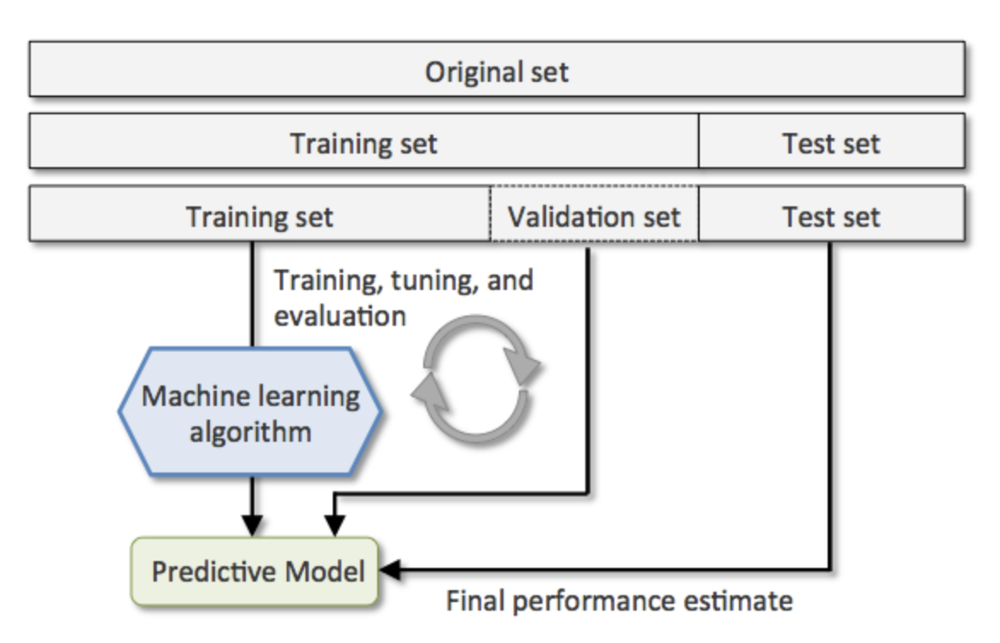 Original set
Training set
Test set
Training set
Validation set
Test set
Training, tuning, and
evaluation
Machine learning
algorithm
Predictive Model
Final performance estimate